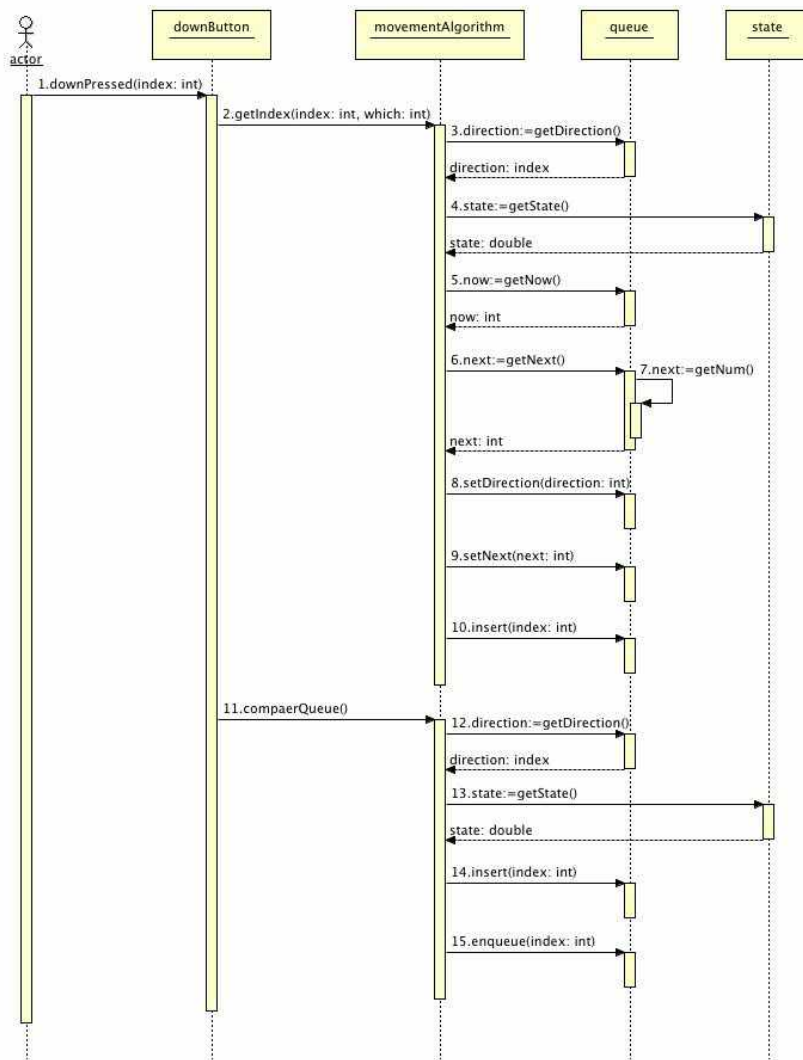 downButton
movementAlgorithm
queue
state
actor
1.downPressed(index: int)
2.getIndex(index: int, which: int)
3.direction:=getDirection()
direction: index
4.state:=getState()
state: double
5.now:=getNow()
now: int
6.next:=getNext()
7.next:=getNum()
next: int
8.setDirection(direction: int)
9.setNext(next: int)
10.insert(index: int)
11.compaerQueue()
12.direction:=getDirection()
direction: index
13.state:=getState()
state: double
14.insert(index: int)
15.enqueue(index: int)